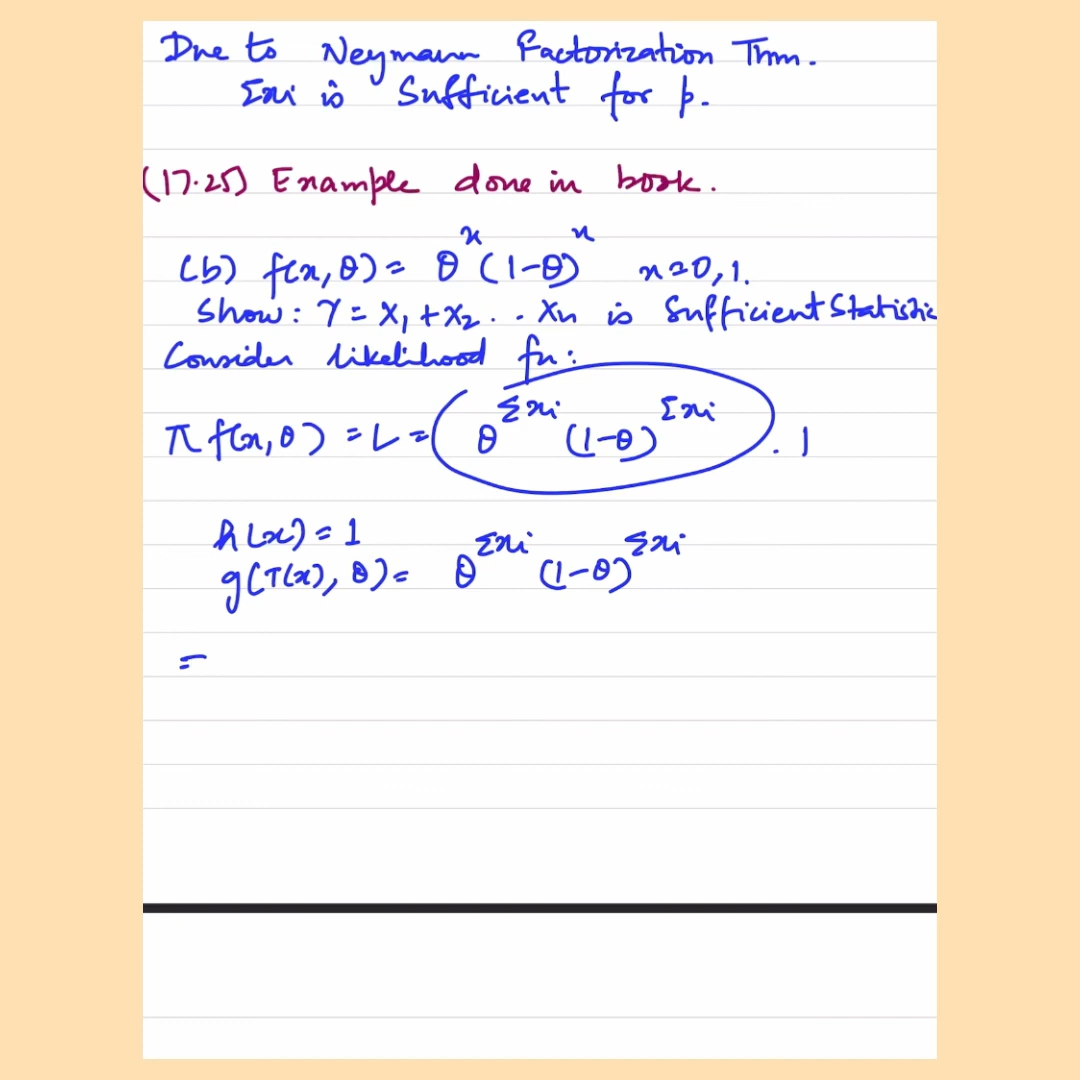 Due to Neymann Factorization Thm.
Σxi is Sufficient for p.
(17.25) Example done in book.
(b) f(x,θ) = θ^x (1-θ)^x x=0,1.
Show: Y = X₁ + X₂ . . Xn is Sufficient Statistic
Consider likelihood fn:
π f(x,θ) = L = (θ^Σxi (1-θ)^Σxi) . 1
h(x) = 1
g(T(x), θ) = θ^Σxi (1-θ)^Σxi
=